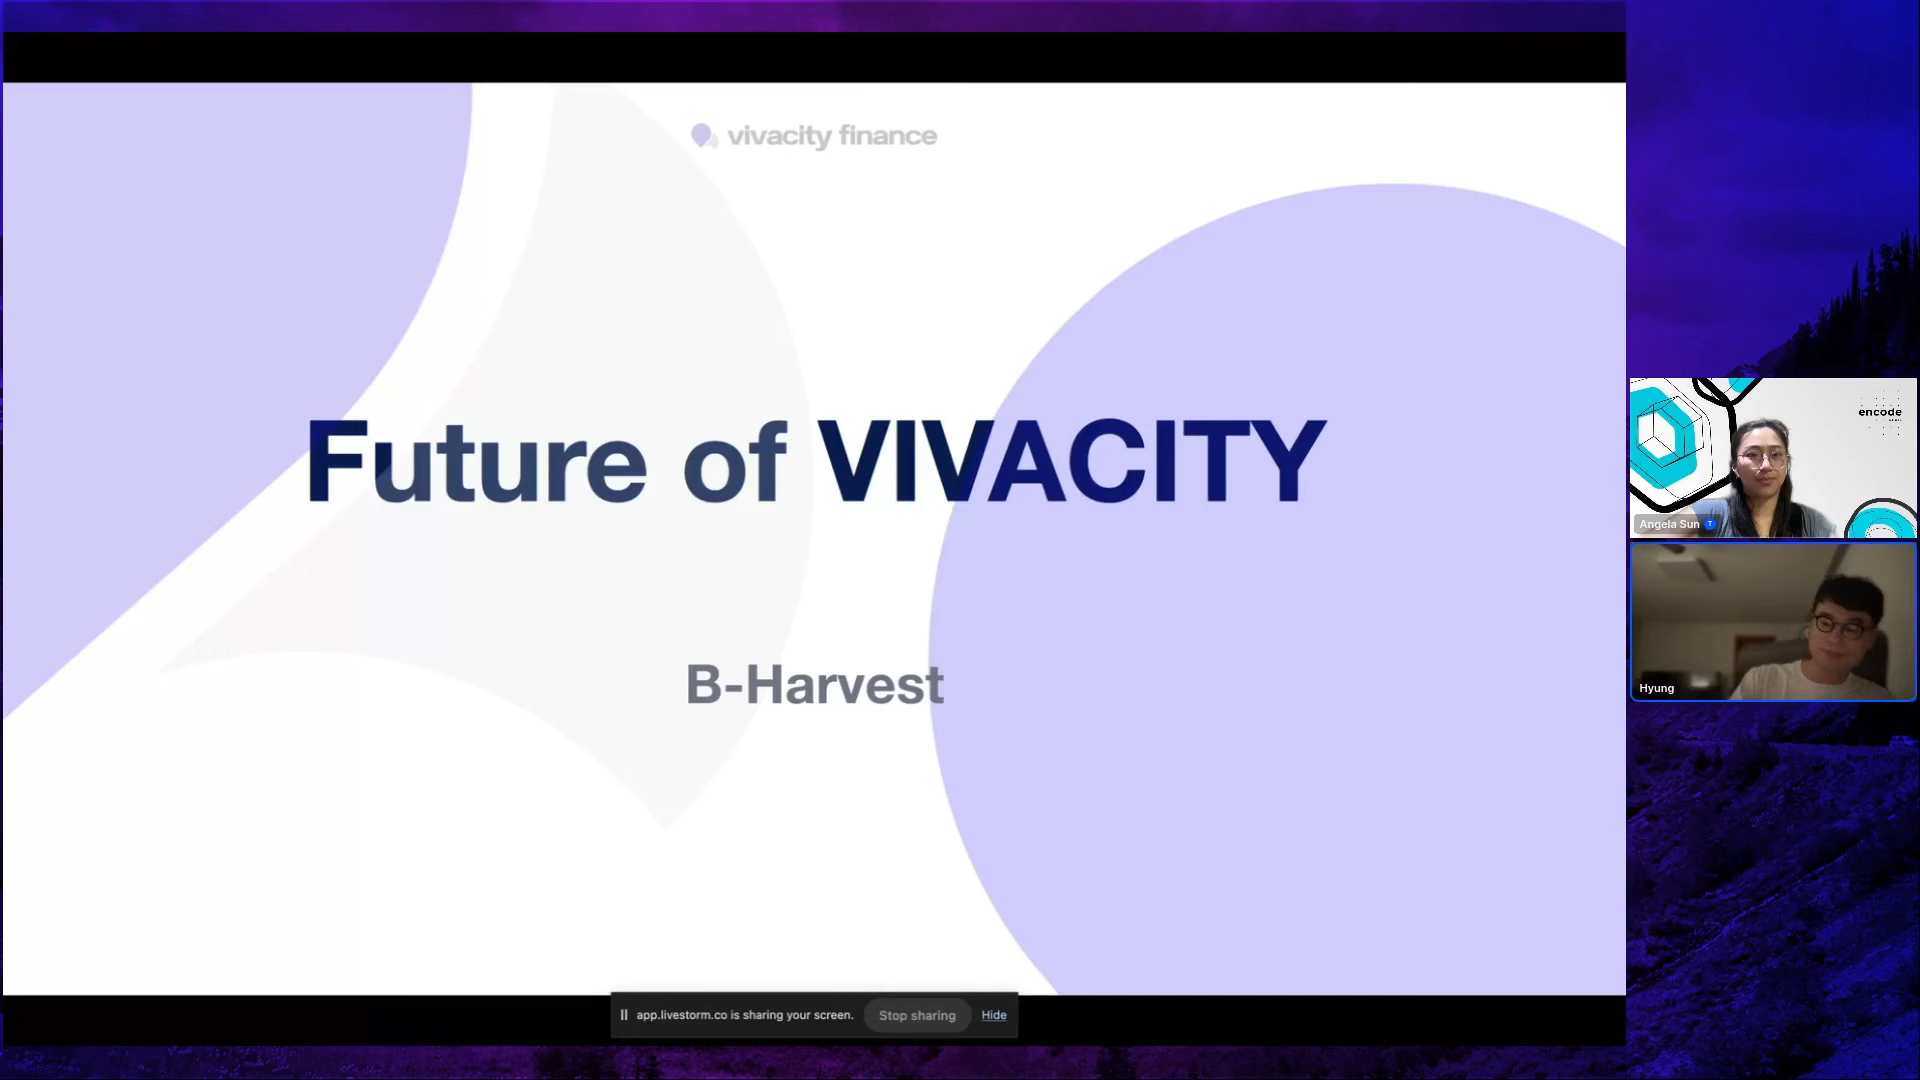 vivacity finance
Future of VIVACITY
B-Harvest
app.livestorm.co is sharing your screen. Stop sharing Hide
encode
Angela Sun T
Hyung